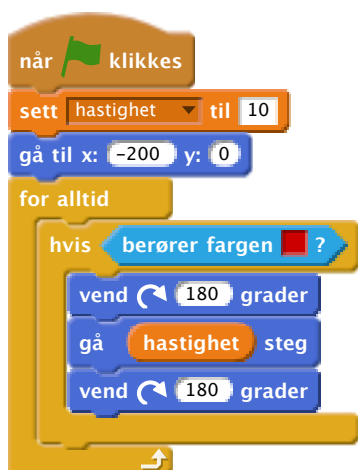 når klikkes
sett hastighet til 10
gå til x: -200 y: 0
for alltid
hvis berører fargen ?
vend 180 grader
gå hastighet steg
vend 180 grader